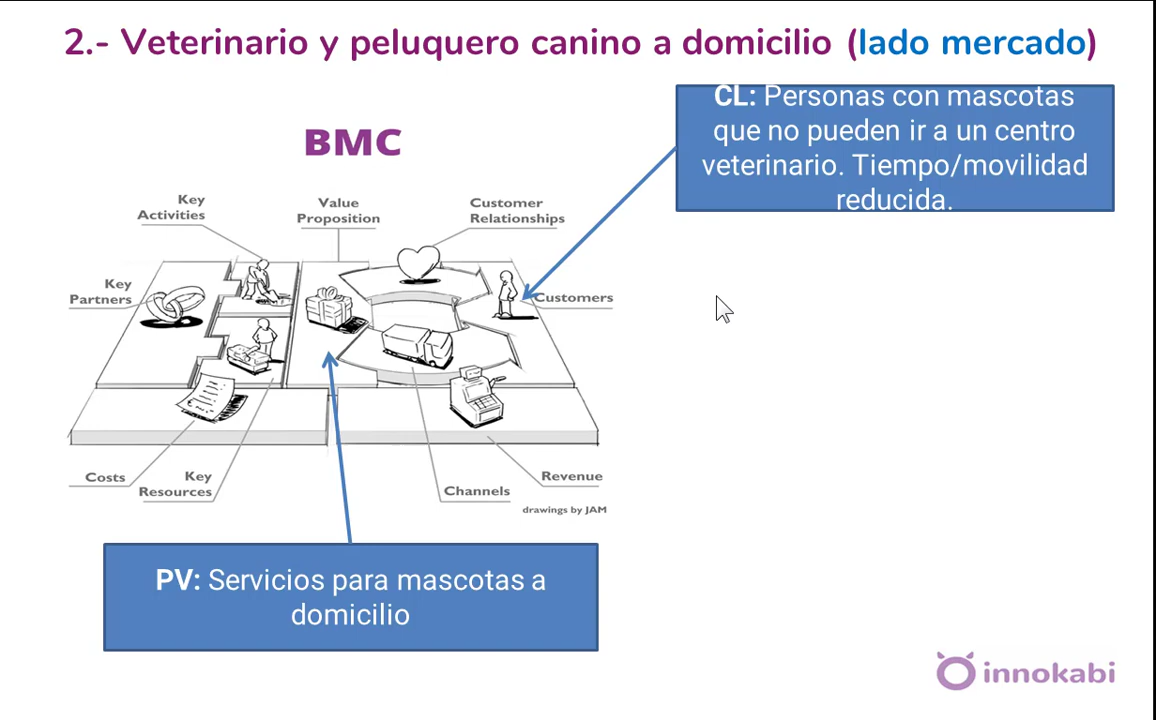 2.- Veterinario y peluquero canino a domicilio (lado mercado)
CL: Personas con mascotas
que no pueden ir a un centro
veterinario. Tiempo/movilidad
reducida.
BMC
Key
Activities
Value
Proposition
Customer
Relationships
Key
Partners
Customers
Costs
Key
Resources
Channels
Revenue
drawings by JAM
PV: Servicios para mascotas a
domicilio
innokabi